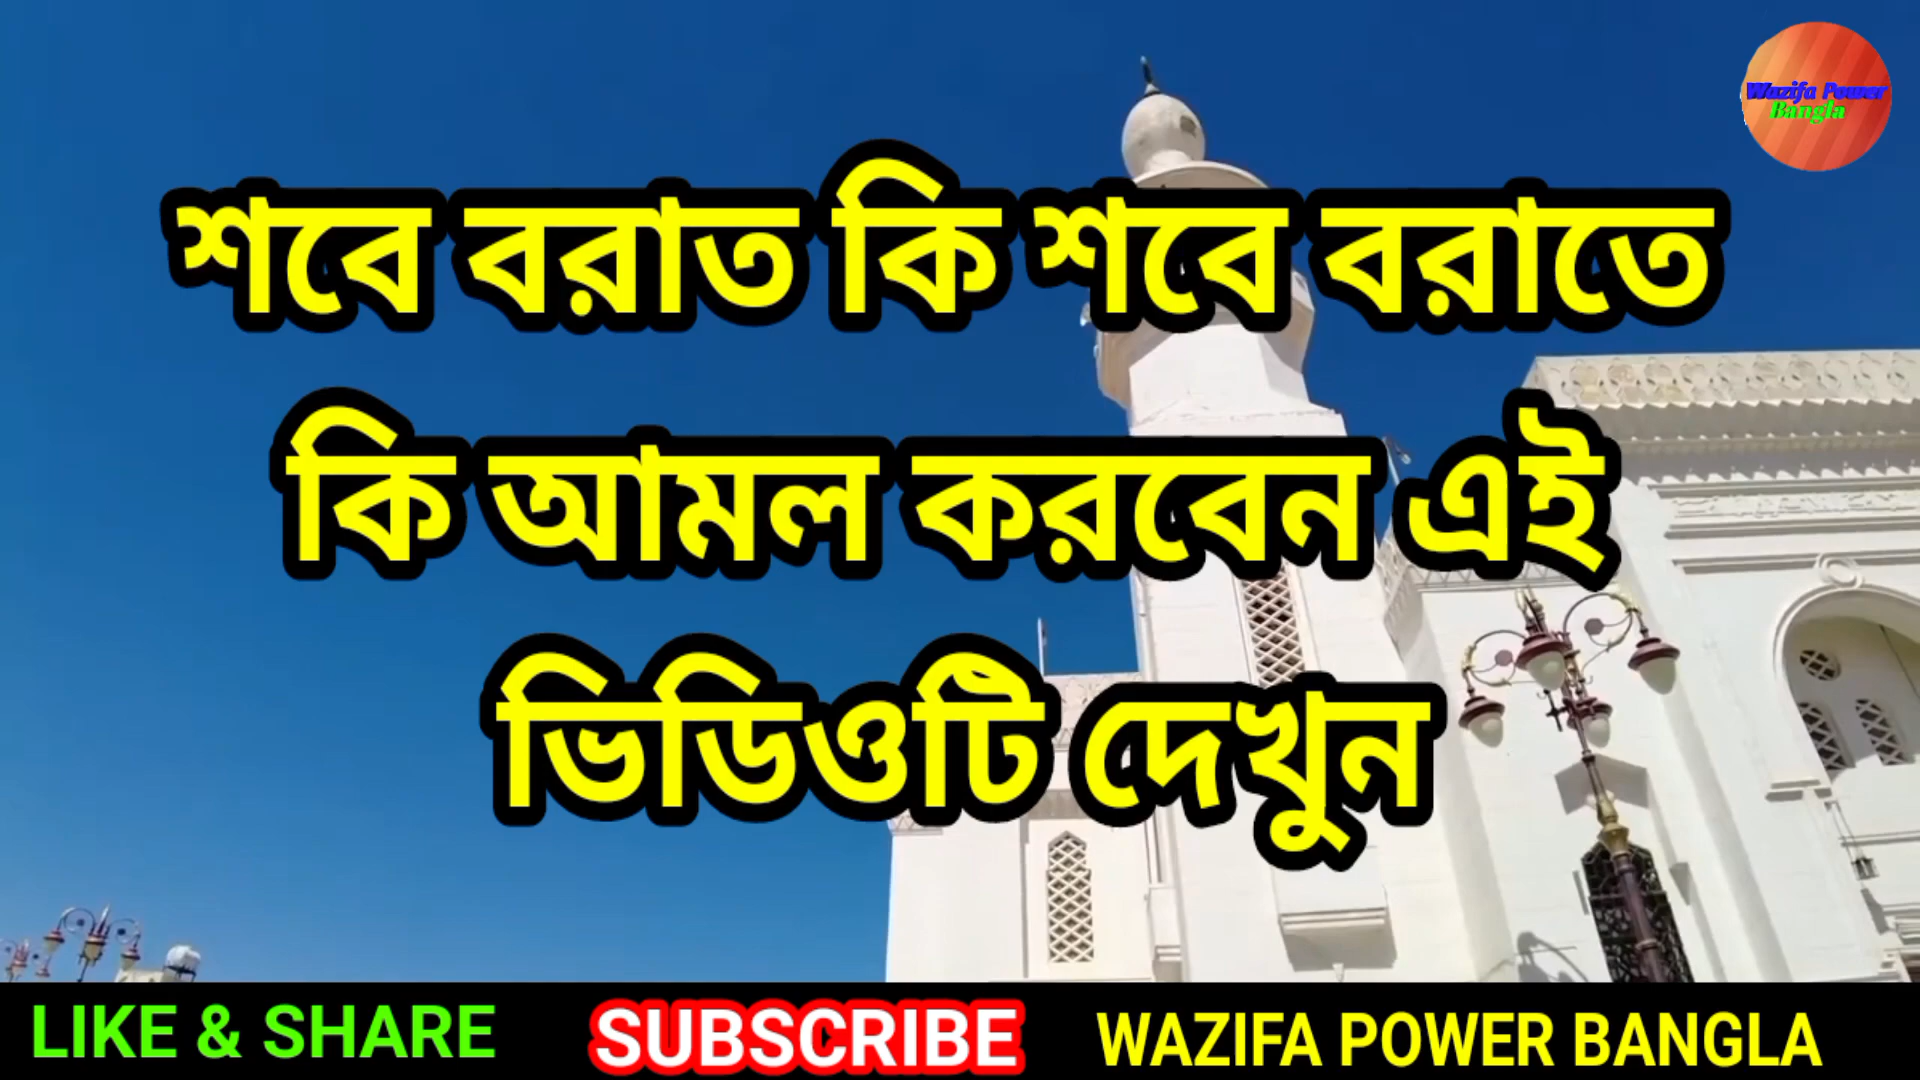 Wazifa Power
Bangla
শবে বরাত কি শবে বরাতে
কি আমল করবেন এই
ভিডিওটি দেখুন
LIKE & SHARE SUBSCRIBE WAZIFA POWER BANGLA